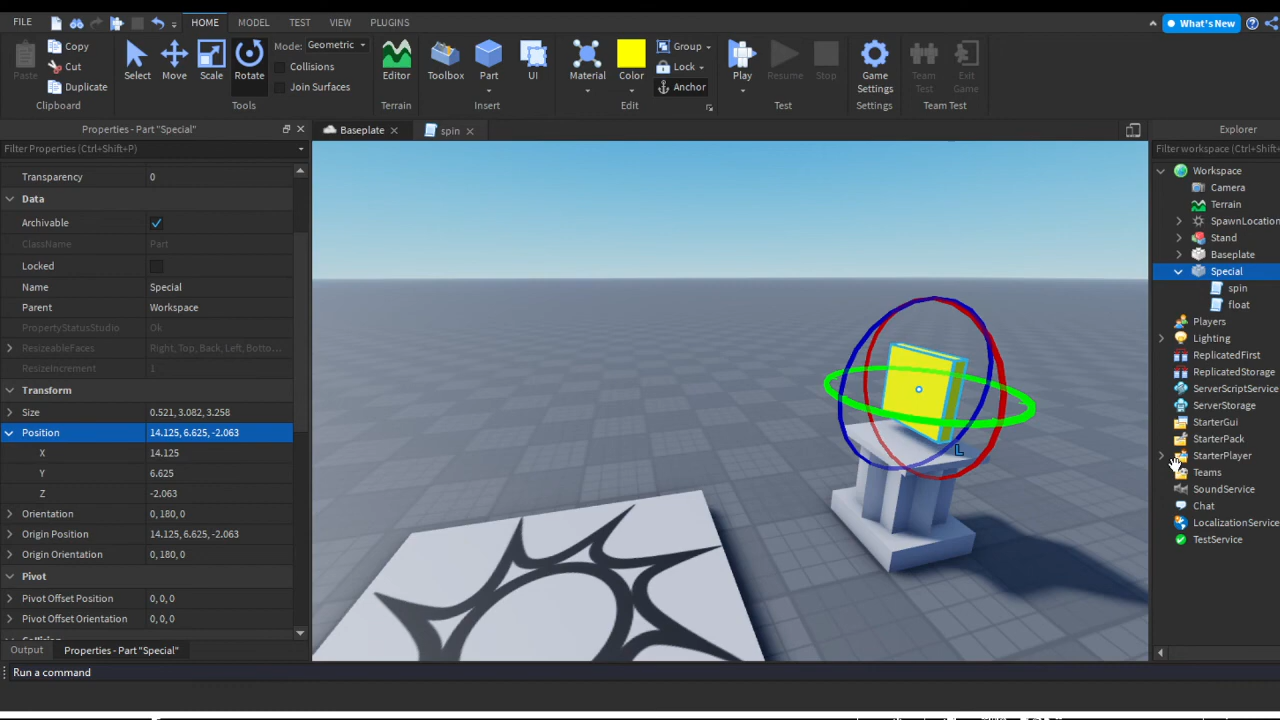 FILE HOME MODEL TEST VIEW PLUGINS What's New
Paste Copy Cut Duplicate Clipboard
Select Move Scale Rotate Mode: Geometric Collisions Join Surfaces Tools
Editor Terrain
Toolbox Part UI Insert
Material Color Group Lock Anchor Edit
Play Resume Stop Test
Game Settings Settings
Team Test Exit Game Team Test
Properties - Part "Special"
Filter Properties (Ctrl+Shift+P)
Transparency 0
Data
Archivable
ClassName Part
Locked
Name Special
Parent Workspace
PropertyStatusStudio Ok
ResizeableFaces Right, Top, Back, Left, Botto...
ResizeIncrement 1
Transform
Size 0.521, 3.082, 3.258
Position 14.125, 6.625, -2.063
X 14.125
Y 6.625
Z -2.063
Orientation 0, 180, 0
Origin Position 14.125, 6.625, -2.063
Origin Orientation 0, 180, 0
Pivot
Pivot Offset Position 0, 0, 0
Pivot Offset Orientation 0, 0, 0
Collision
Output Properties - Part "Special"
Run a command
Baseplate spin
L
Explorer
Filter workspace (Ctrl+Shift+
Workspace
Camera
Terrain
SpawnLocation
Stand
Baseplate
Special
spin
float
Players
Lighting
ReplicatedFirst
ReplicatedStorage
ServerScriptService
ServerStorage
StarterGui
StarterPack
StarterPlayer
Teams
SoundService
Chat
LocalizationService
TestService